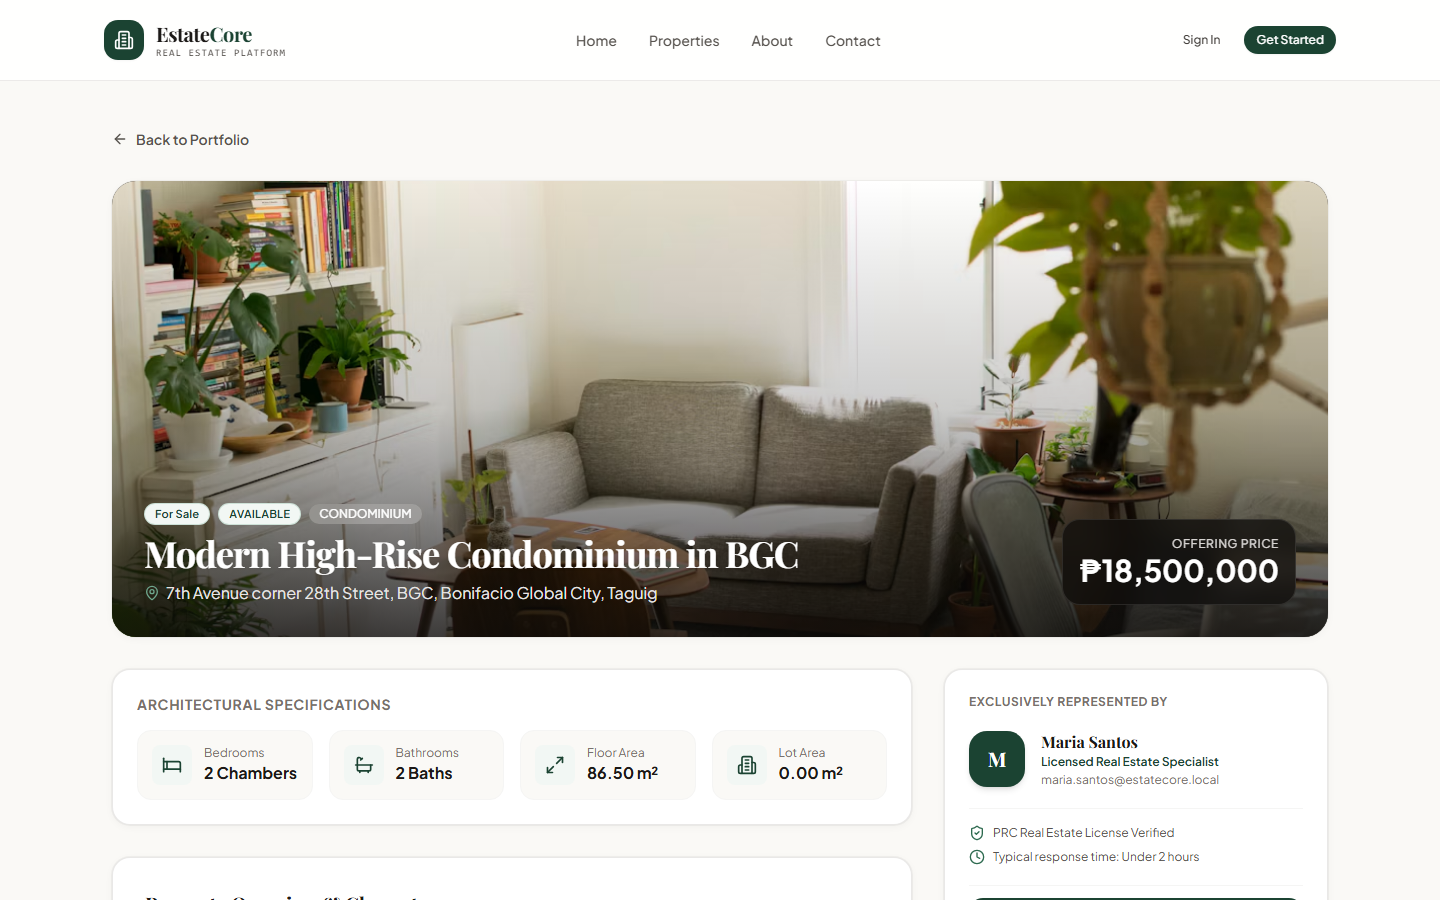 EstateCore
REAL ESTATE PLATFORM
Home
Properties
About
Contact
Sign In
Get Started
Back to Portfolio
For Sale
AVAILABLE
CONDOMINIUM
Modern High-Rise Condominium in BGC
7th Avenue corner 28th Street, BGC, Bonifacio Global City, Taguig
OFFERING PRICE
₱18,500,000
ARCHITECTURAL SPECIFICATIONS
Bedrooms
2 Chambers
Bathrooms
2 Baths
Floor Area
86.50 m²
Lot Area
0.00 m²
EXCLUSIVELY REPRESENTED BY
M
Maria Santos
Licensed Real Estate Specialist
maria.santos@estatecore.local
PRC Real Estate License Verified
Typical response time: Under 2 hours